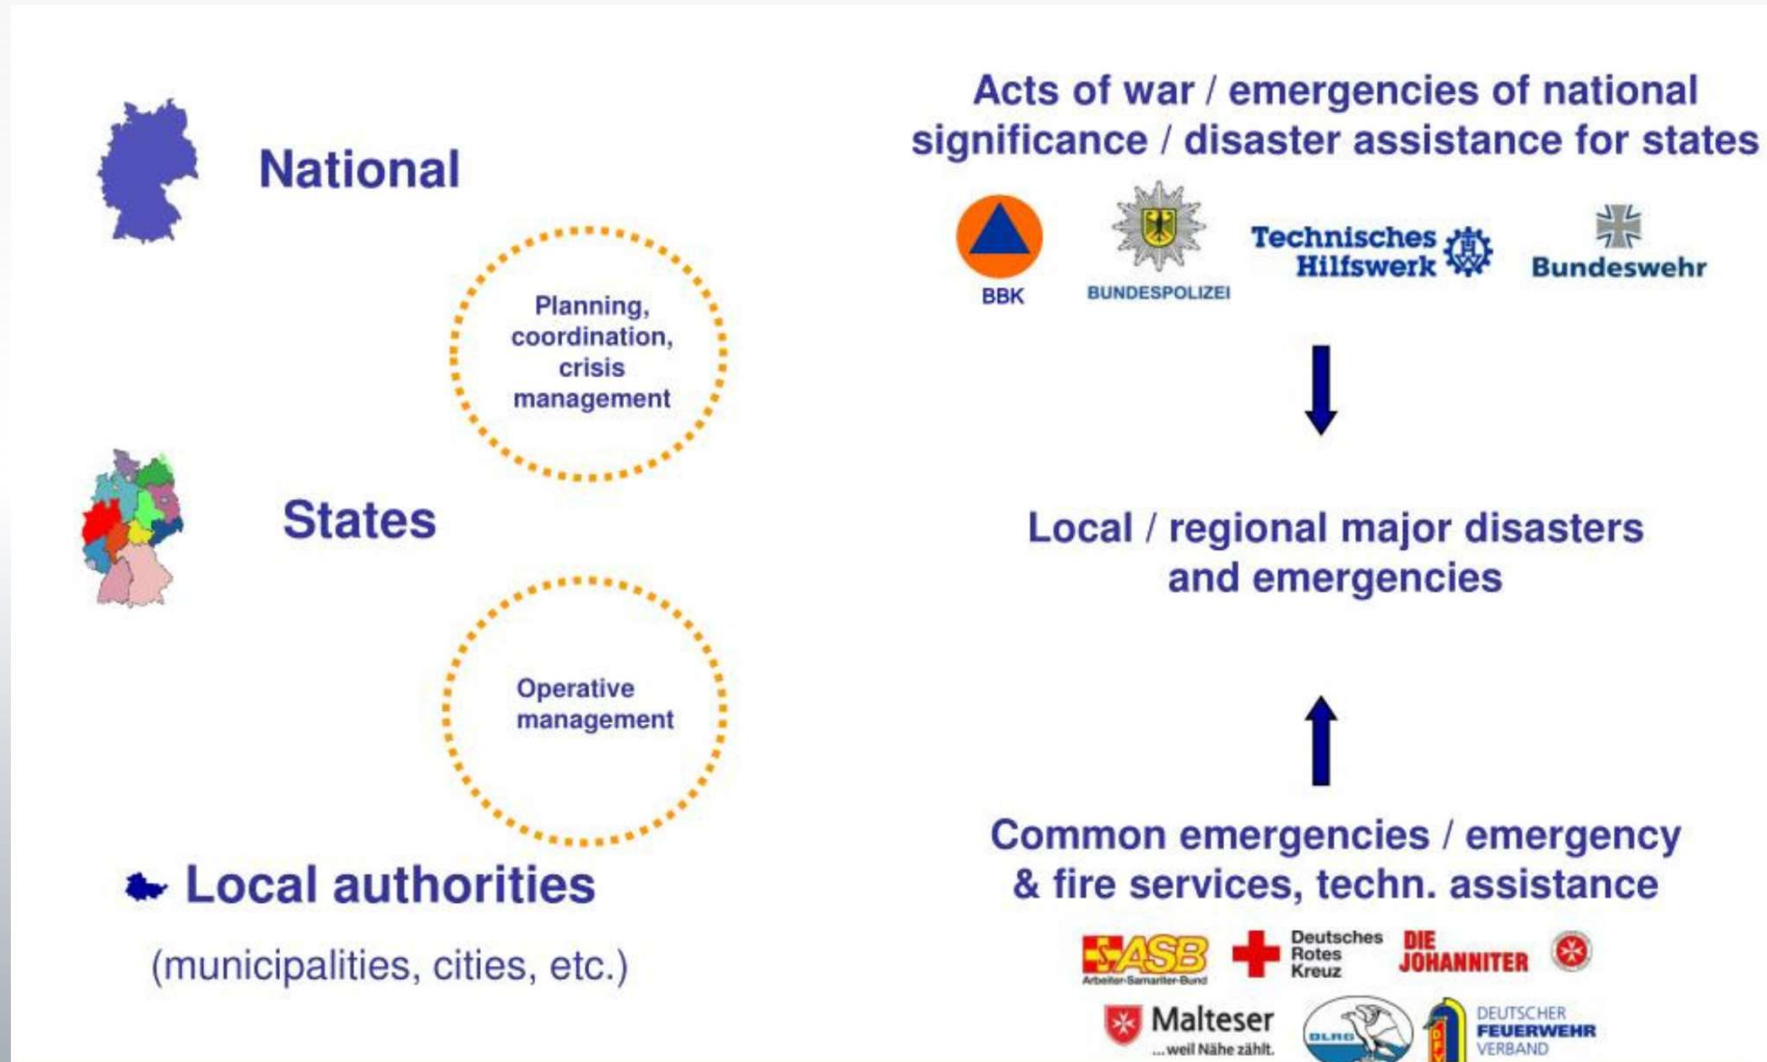 National
Planning,
coordination,
crisis
management
States
Operative
management
Local authorities
(municipalities, cities, etc.)
Acts of war / emergencies of national
significance / disaster assistance for states
BBK
BUNDESPOLIZEI
Technisches
Hilfswerk
Bundeswehr
Local / regional major disasters
and emergencies
Common emergencies / emergency
& fire services, techn. assistance
ASB
Arbeiter-Samariter-Bund
Deutsches
Rotes
Kreuz
DIE
JOHANNITER
Malteser
...weil Nähe zählt.
DLRG
DFV
DEUTSCHER
FEUERWEHR
VERBAND